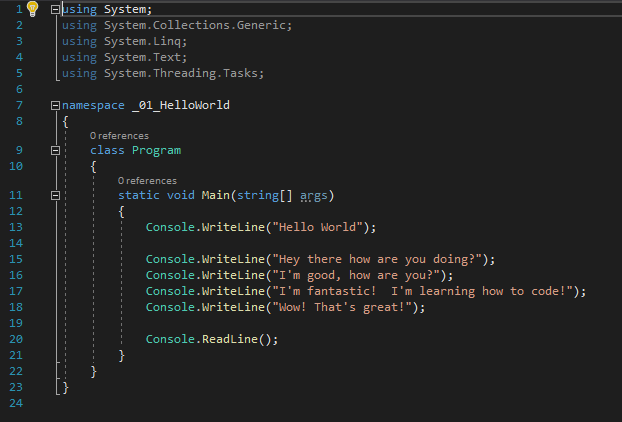 1 using System;
2 using System.Collections.Generic;
3 using System.Linq;
4 using System.Text;
5 using System.Threading.Tasks;
6
7 namespace _01_HelloWorld
8 {
0 references
9 class Program
10 {
0 references
11 static void Main(string[] args)
12 {
13 Console.WriteLine("Hello World");
14
15 Console.WriteLine("Hey there how are you doing?");
16 Console.WriteLine("I'm good, how are you?");
17 Console.WriteLine("I'm fantastic!  I'm learning how to code!");
18 Console.WriteLine("Wow! That's great!");
19
20 Console.ReadLine();
21 }
22 }
23 }
24